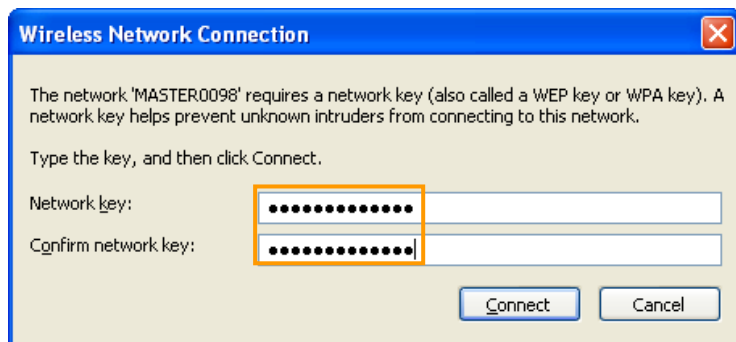 Wireless Network Connection
The network 'MASTER0098' requires a network key (also called a WEP key or WPA key). A
network key helps prevent unknown intruders from connecting to this network.
Type the key, and then click Connect.
Network key: •••••••••••••
Confirm network key: •••••••••••••
Connect Cancel